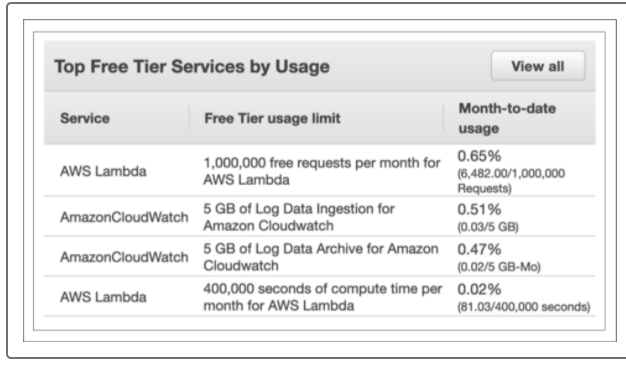 Top Free Tier Services by Usage
View all
Service
Free Tier usage limit
Month-to-date
usage
AWS Lambda
1,000,000 free requests per month for
AWS Lambda
0.65%
(6,482.00/1,000,000
Requests)
AmazonCloudWatch
5 GB of Log Data Ingestion for
Amazon Cloudwatch
0.51%
(0.03/5 GB)
AmazonCloudWatch
5 GB of Log Data Archive for Amazon
Cloudwatch
0.47%
(0.02/5 GB-Mo)
AWS Lambda
400,000 seconds of compute time per
month for AWS Lambda
0.02%
(81.03/400,000 seconds)